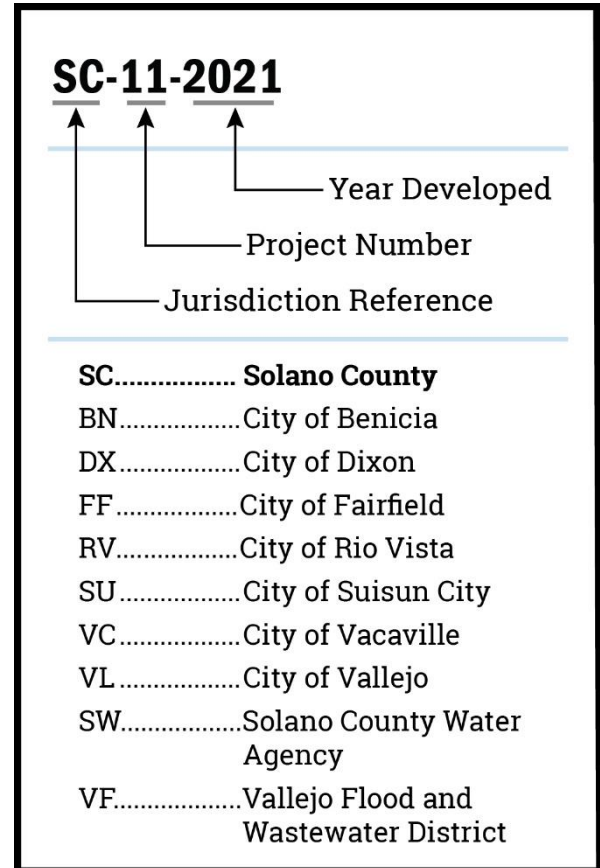 SC-11-2021
Year Developed
Project Number
Jurisdiction Reference
SC................. Solano County
BN..................City of Benicia
DX..................City of Dixon
FF..................City of Fairfield
RV..................City of Rio Vista
SU..................City of Suisun City
VC..................City of Vacaville
VL..................City of Vallejo
SW..................Solano County Water
Agency
VF...................Vallejo Flood and
Wastewater District